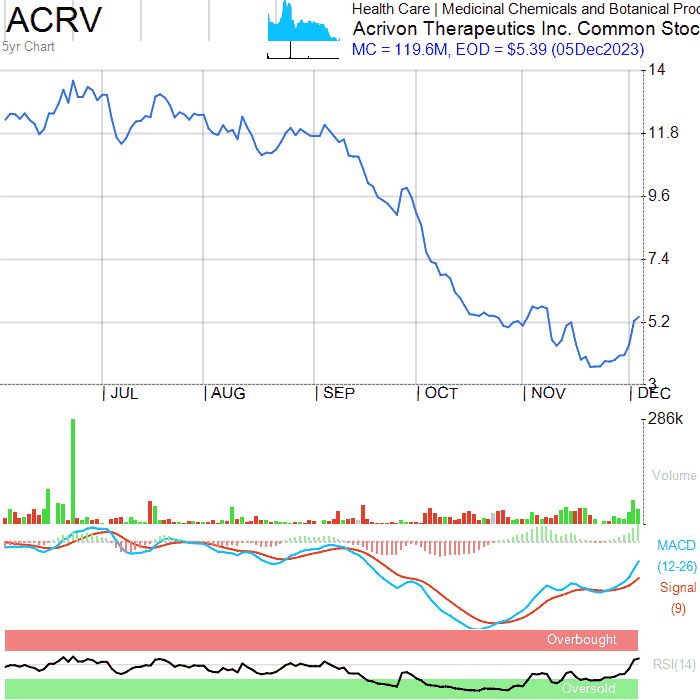 ACRV
5yr Chart
Health Care | Medicinal Chemicals and Botanical Produ
Acrivon Therapeutics Inc. Common Stoc
MC = 119.6M, EOD = $5.39 (05Dec2023)
14
11.8
9.6
7.4
5.2
3
JUL
AUG
SEP
OCT
NOV
DEC
286k
Volume
MACD
(12-26)
Signal
(9)
Overbought
RSI(14)
Oversold